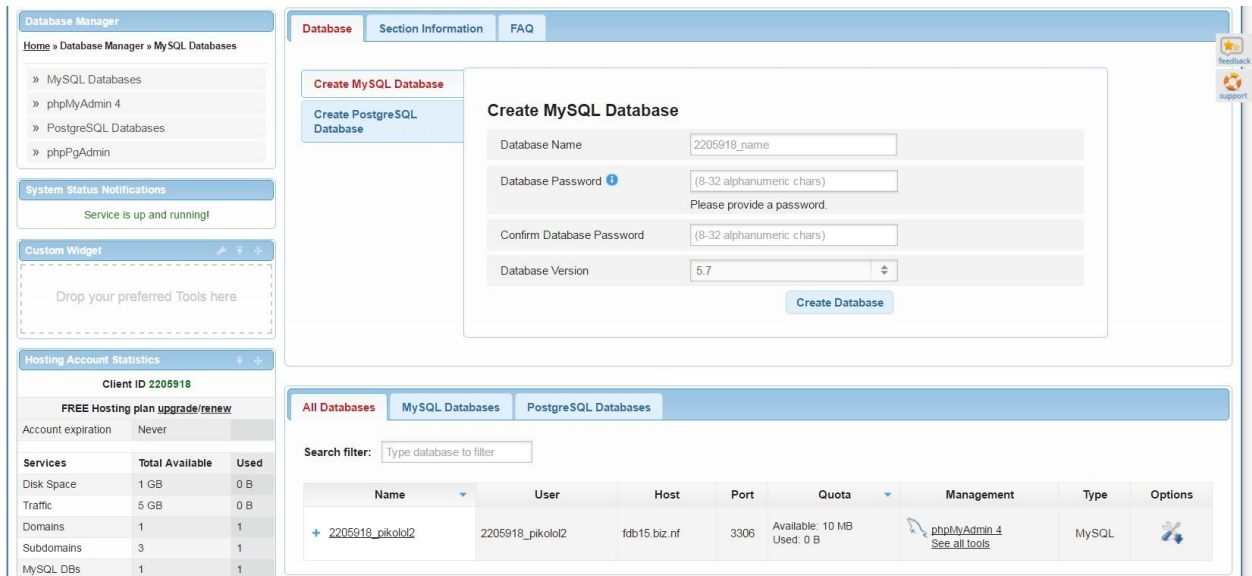 Database Manager
Home » Database Manager » MySQL Databases
» MySQL Databases
» phpMyAdmin 4
» PostgreSQL Databases
» phpPgAdmin
System Status Notifications
Service is up and running!
Custom Widget
Drop your preferred Tools here
Hosting Account Statistics
Client ID 2205918
FREE Hosting plan upgrade/renew
Account expiration Never
Services Total Available Used
Disk Space 1 GB 0 B
Traffic 5 GB 0 B
Domains 1 1
Subdomains 3 1
MySQL DBs 1 1
Database Section Information FAQ
Create MySQL Database
Create PostgreSQL
Database
Create MySQL Database
Database Name 2205918_name
Database Password (8-32 alphanumeric chars)
Please provide a password.
Confirm Database Password (8-32 alphanumeric chars)
Database Version 5.7
Create Database
feedback
support
All Databases MySQL Databases PostgreSQL Databases
Search filter: Type database to filter
Name User Host Port Quota Management Type Options
+ 2205918_pikolol2 2205918_pikolol2 fdb15.biz.nf 3306 Available: 10 MB phpMyAdmin 4 MySQL
Used: 0 B See all tools